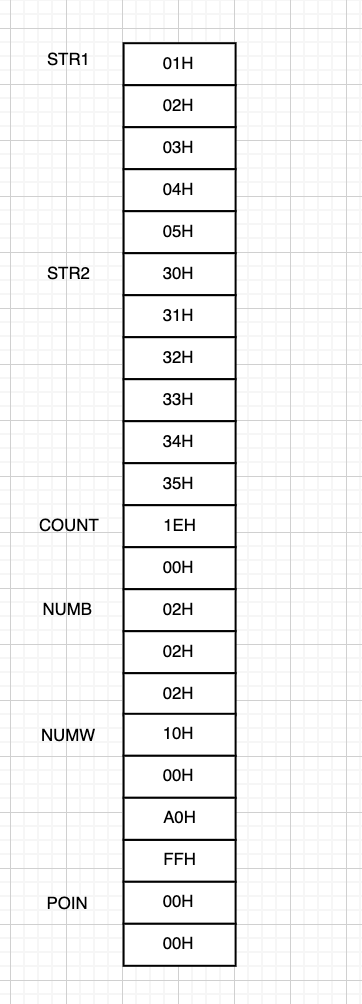 STR1 01H
02H
03H
04H
05H
STR2 30H
31H
32H
33H
34H
35H
COUNT 1EH
00H
NUMB 02H
02H
02H
NUMW 10H
00H
A0H
FFH
POIN 00H
00H